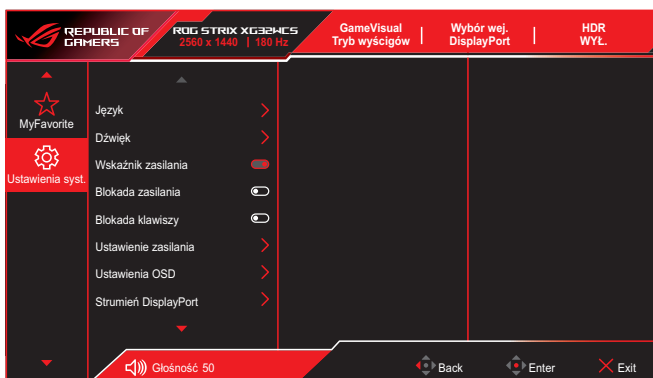 REPUBLIC OF
GAMERS
ROG STRIX XG32WCS
2560 x 1440 | 180 Hz
GameVisual
Tryb wyścigów
Wybór wej.
DisplayPort
HDR
WYŁ.
MyFavorite
Ustawienia syst.
Język
Dźwięk
Wskaźnik zasilania
Blokada zasilania
Blokada klawiszy
Ustawienie zasilania
Ustawienia OSD
Strumień DisplayPort
Głośność 50
Back
Enter
Exit